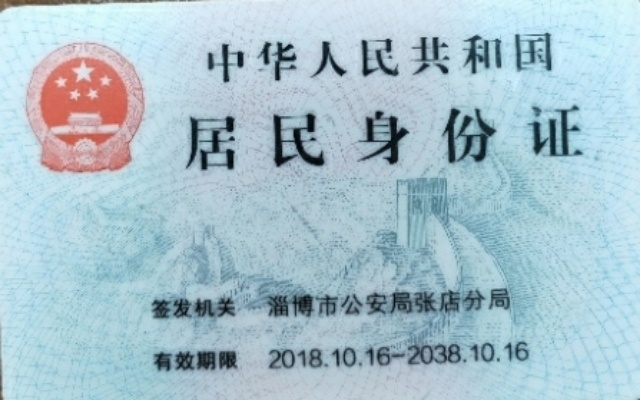 中华人民共和国
居民身份证
签发机关 淄博市公安局张店分局
有效期限 2018.10.16-2038.10.16